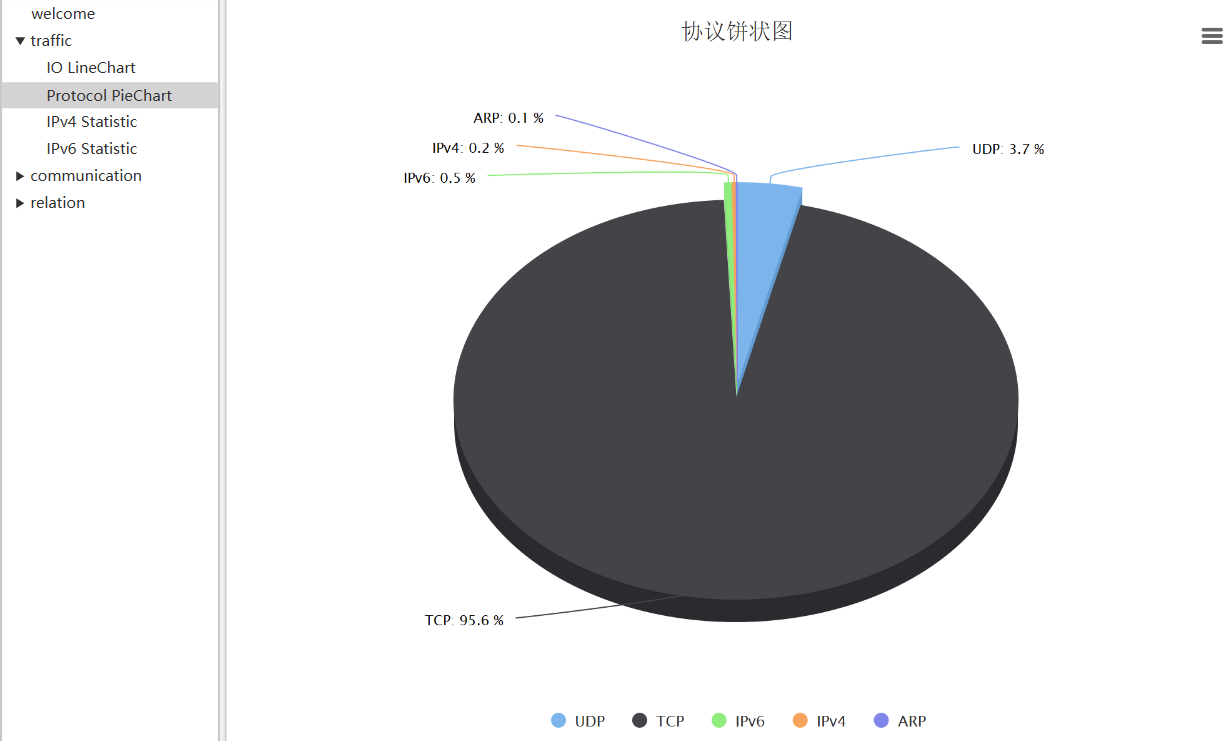 welcome
traffic
IO LineChart
Protocol PieChart
IPv4 Statistic
IPv6 Statistic
communication
relation
协议饼状图
ARP: 0.1 %
IPv4: 0.2 %
IPv6: 0.5 %
UDP: 3.7 %
TCP: 95.6 %
UDP TCP IPv6 IPv4 ARP